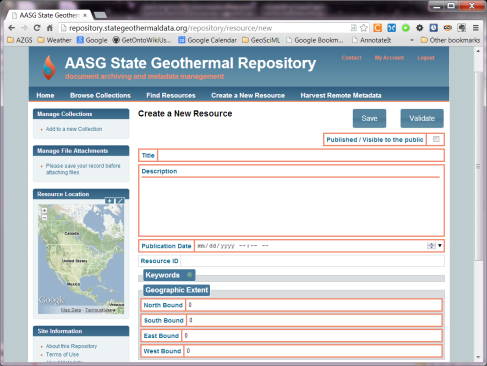 AASG State Geothermal
repository.stategeothermaldata.org/repository/resource/new
AZGS Weather Google GetOntoWikiUs... Google Calendar GeoSciML Google Bookm... AnnotateIt » Other bookmarks
AASG State Geothermal Repository
document archiving and metadata management
Contact My Account Logout
Home Browse Collections Find Resources Create a New Resource Harvest Remote Metadata
Manage Collections
Add to a new Collection
Manage File Attachments
Please save your record before
attaching files
Resource Location
Canada
United States
Mexico
Google
Map Data - Terms of Use
Site Information
About this Repository
Terms of Use
Create a New Resource
Save Validate
Published / Visible to the public
Title
Description
Publication Date mm/dd/yyyy --:-- --
Resource ID
Keywords
Geographic Extent
North Bound 0
South Bound 0
East Bound 0
West Bound 0